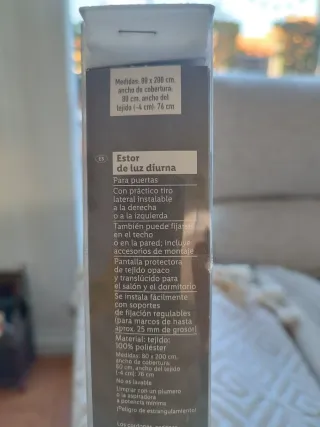 Medidas: 80 x 200 cm,
ancho de cobertura:
80 cm, ancho del
tejido (-4 cm): 76 cm
ES
Estor
de luz diurna
Para puertas
Con práctico tiro
lateral instalable
a la derecha
o a la izquierda
También puede fijarse
en el techo
o en la pared; incluye
accesorios de montaje
Pantalla protectora
de tejido opaco
y translúcido para
el salón y el dormitorio
Se instala fácilmente
con soportes
de fijación regulables
(para marcos de hasta
aprox. 25 mm de grosor)
Material: tejido:
100% poliéster
Medidas: 80 x 200 cm,
ancho de cobertura:
80 cm, ancho del tejido
(-4 cm): 76 cm
No es lavable.
Limpiar con un plumero
o la aspiradora
a potencia mínima
¡Peligro de estrangulamiento!